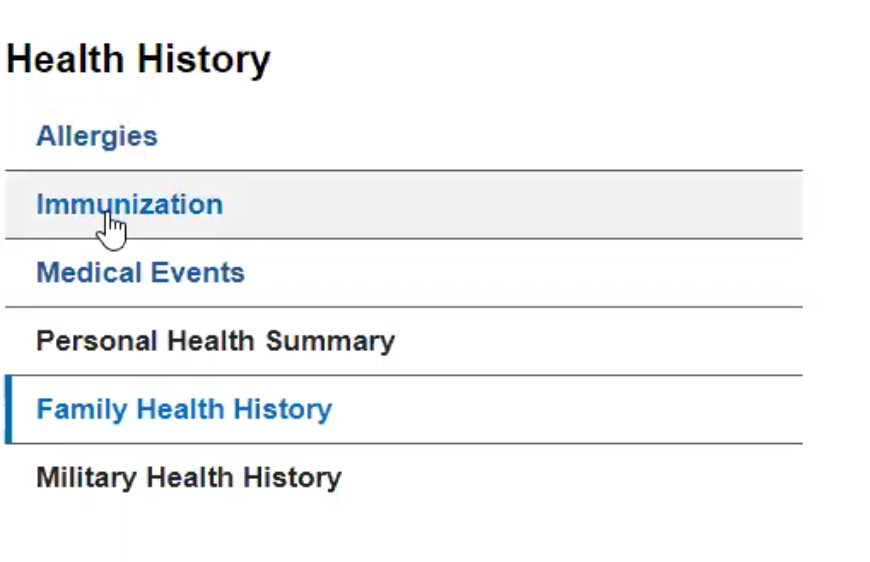 Health History
Allergies
Immunization
Medical Events
Personal Health Summary
Family Health History
Military Health History